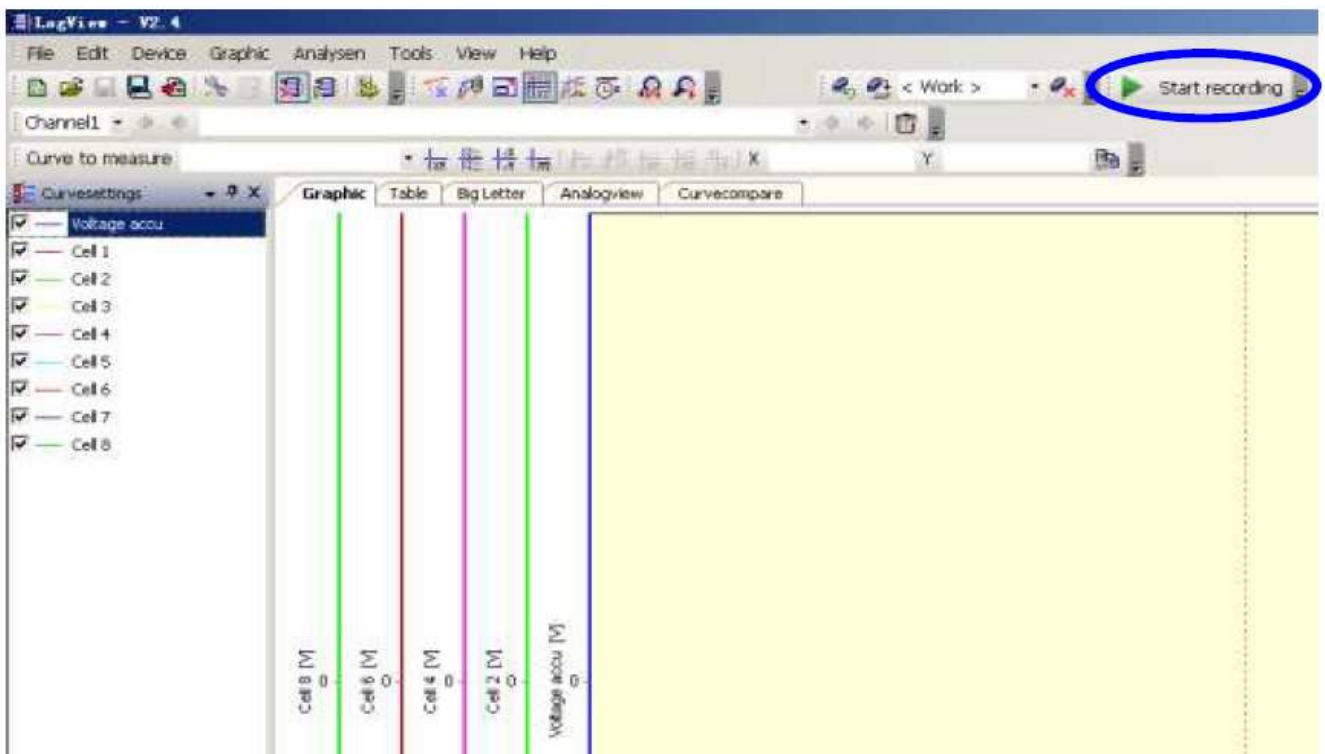 LogView - V2.4
File Edit Device Graphic Analysen Tools View Help
< Work > Start recording
Channel1
Curve to measure X Y
Curvesettings Graphic Table Big Letter Analogview Curvecompare
Voltage accu
Cell 1
Cell 2
Cell 3
Cell 4
Cell 5
Cell 6
Cell 7
Cell 8
Cell 8 [V] 0
Cell 6 [V] 0
Cell 4 [V] 0
Cell 2 [V] 0
Voltage accu [V] 0